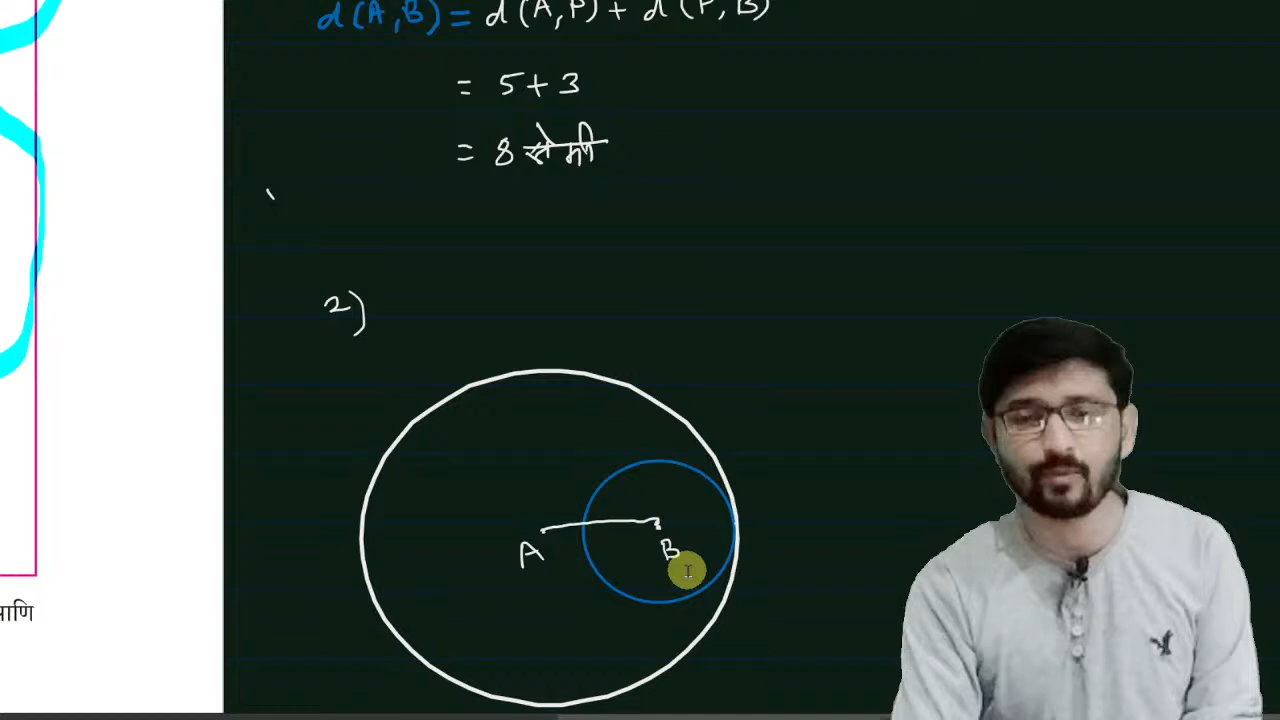 d(A,B) = d(A,P) + d(P,B)
= 5+3
= 8 से मी
2)
A
B
ाणि